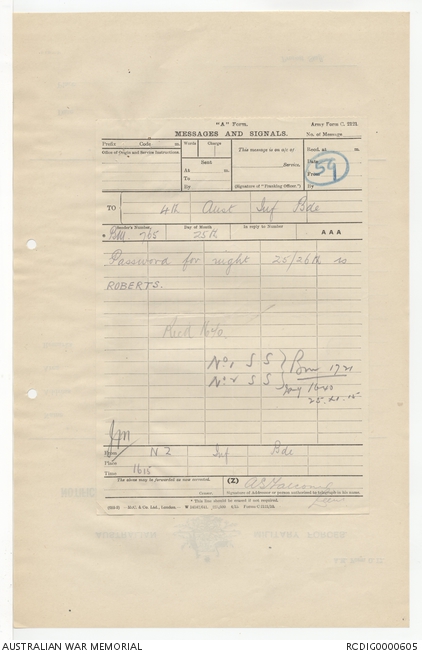 "A" Form.
Army Form C. 2121.
MESSAGES AND SIGNALS.
No. of Message
Prefix Code m.
Words Charge
This message is on a/c of
Recd. at m.
Office of Origin and Service Instructions.
Sent
Date
59
At m.
Service.
From
To
By
(Signature of "Franking Officer.")
By
TO 4th Aust Inf Bde
Sender's Number Day of Month In reply to Number AAA
* BM. 765 25th
Password for night 25/26th is
ROBERTS.
Recd 1640
No 1 S S
No 2 S S
1721
1640
From NZ Inf Bde
Place
Time 1615
The above may be forwarded as now corrected. (Z)
Censor. Signature of Addressor or person authorised to telegraph in his name.
* This line should be erased if not required.
AUSTRALIAN WAR MEMORIAL
RCDIG0000605